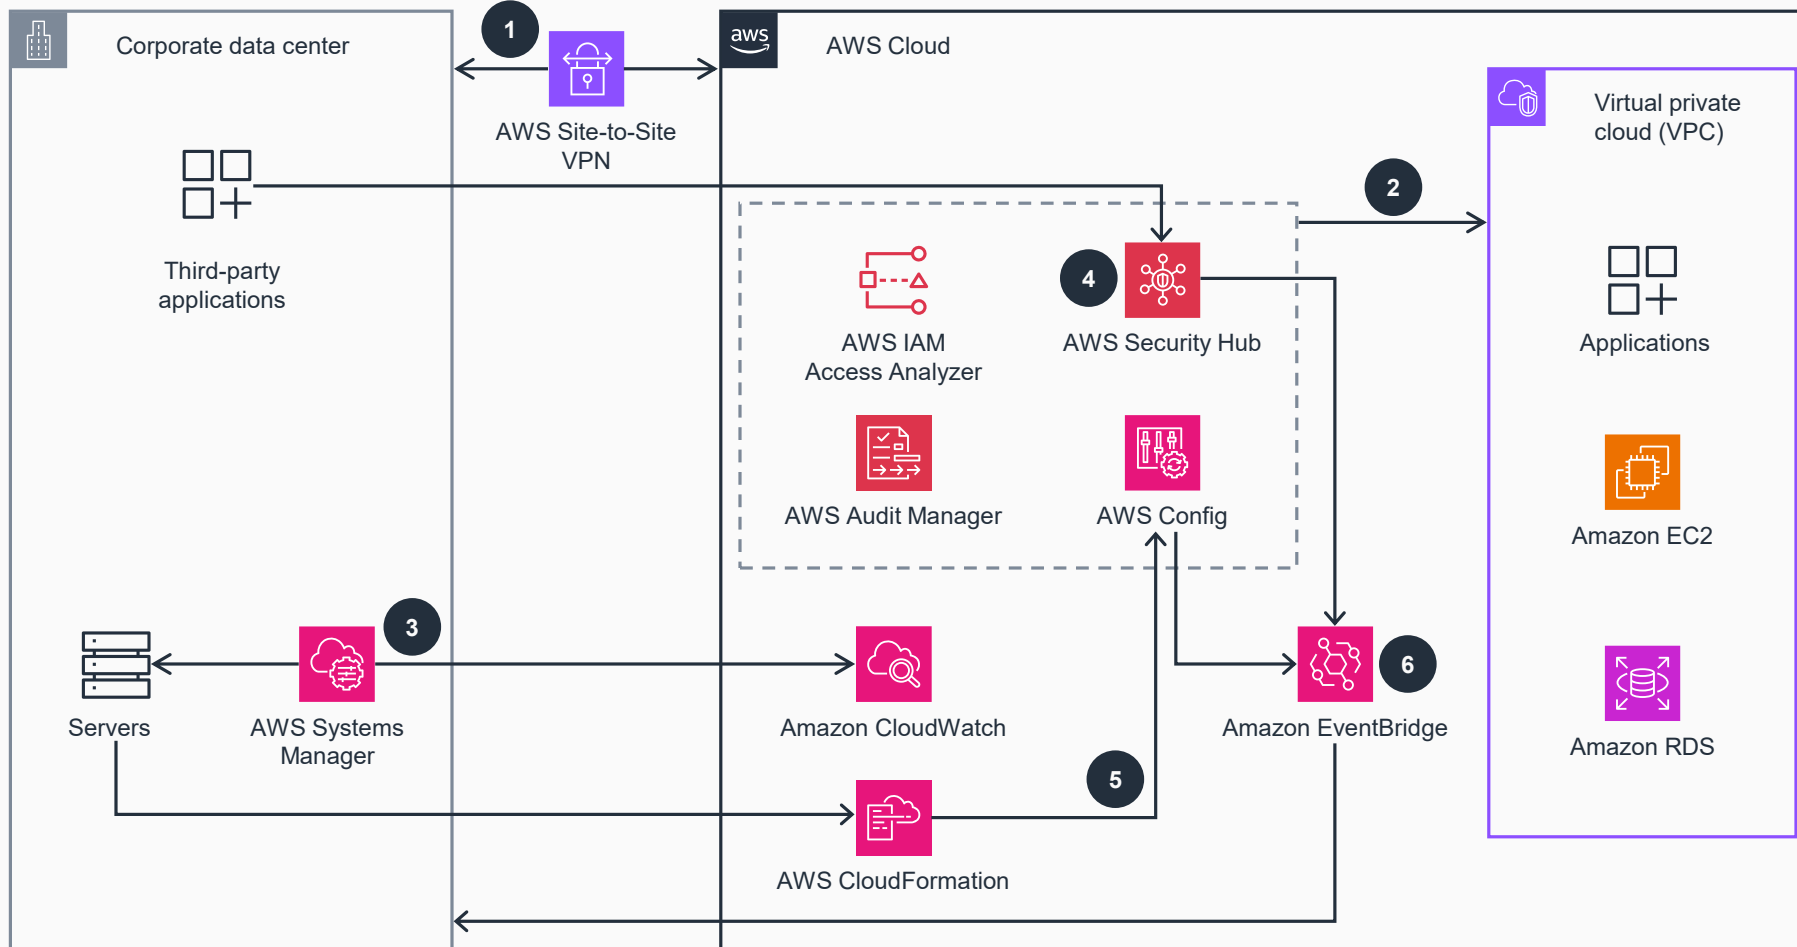 Corporate data center
1
aws
AWS Cloud
AWS Site-to-Site
VPN
Virtual private
cloud (VPC)
2
Third-party
applications
4
AWS IAM
Access Analyzer
AWS Security Hub
Applications
AWS Audit Manager
AWS Config
Amazon EC2
3
6
Servers
AWS Systems
Manager
Amazon CloudWatch
Amazon EventBridge
Amazon RDS
5
AWS CloudFormation